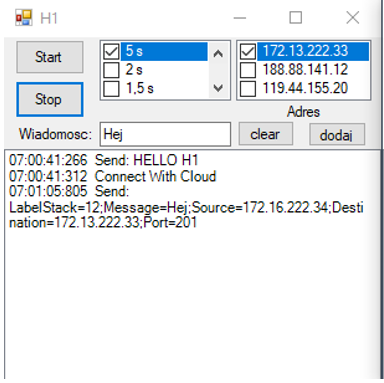 H1
Start
5 s
172.13.222.33
2 s
188.88.141.12
Stop
1,5 s
119.44.155.20
Adres
Wiadomosc:
Hej
clear
dodaj
07:00:41:266 Send: HELLO H1
07:00:41:312 Connect With Cloud
07:01:05:805 Send:
LabelStack=12;Message=Hej;Source=172.16.222.34;Desti
nation=172.13.222.33;Port=201